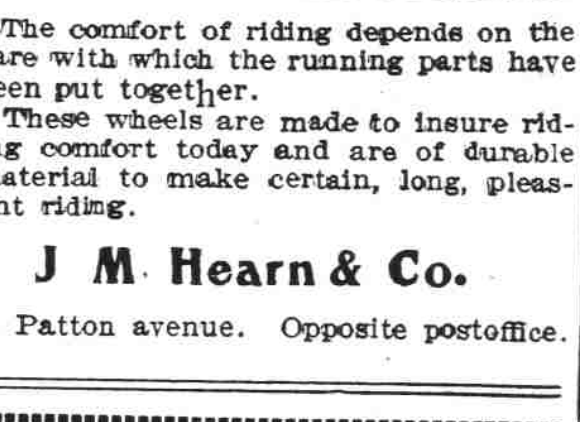 The comfort of riding depends on the
are with which the running parts have
een put together.
These wheels are made to insure rid-
g comfort today and are of durable
aterial to make certain, long, pleas-
nt riding.
J M. Hearn & Co.
Patton avenue. Opposite postoffice.